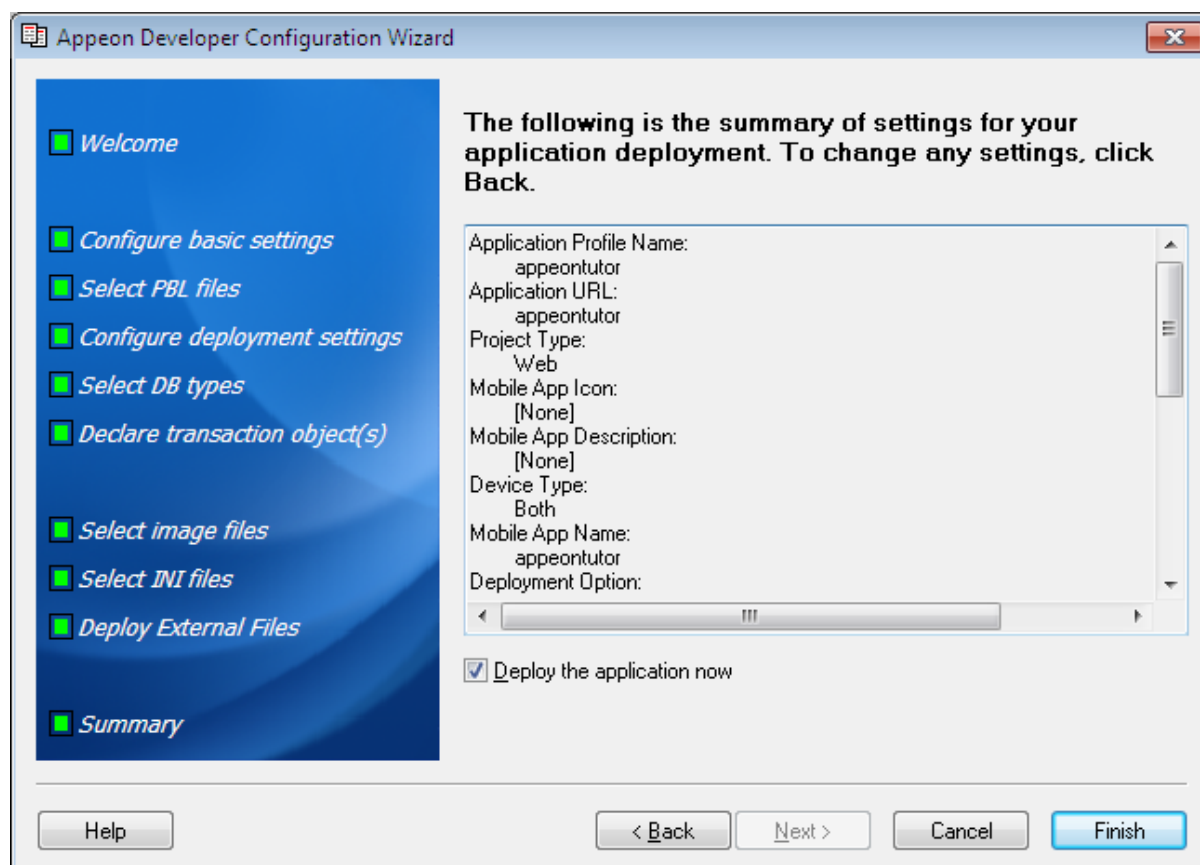 Appeon Developer Configuration Wizard
Welcome
Configure basic settings
Select PBL files
Configure deployment settings
Select DB types
Declare transaction object(s)
Select image files
Select INI files
Deploy External Files
Summary
The following is the summary of settings for your
application deployment. To change any settings, click
Back.
Application Profile Name:
appeontutor
Application URL:
appeontutor
Project Type:
Web
Mobile App Icon:
[None]
Mobile App Description:
[None]
Device Type:
Both
Mobile App Name:
appeontutor
Deployment Option:
Deploy the application now
Help
< Back
Next >
Cancel
Finish